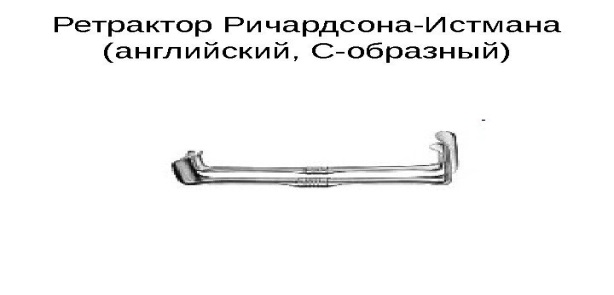 Ретрактор Ричардсона-Истмана
(английский, С-образный)